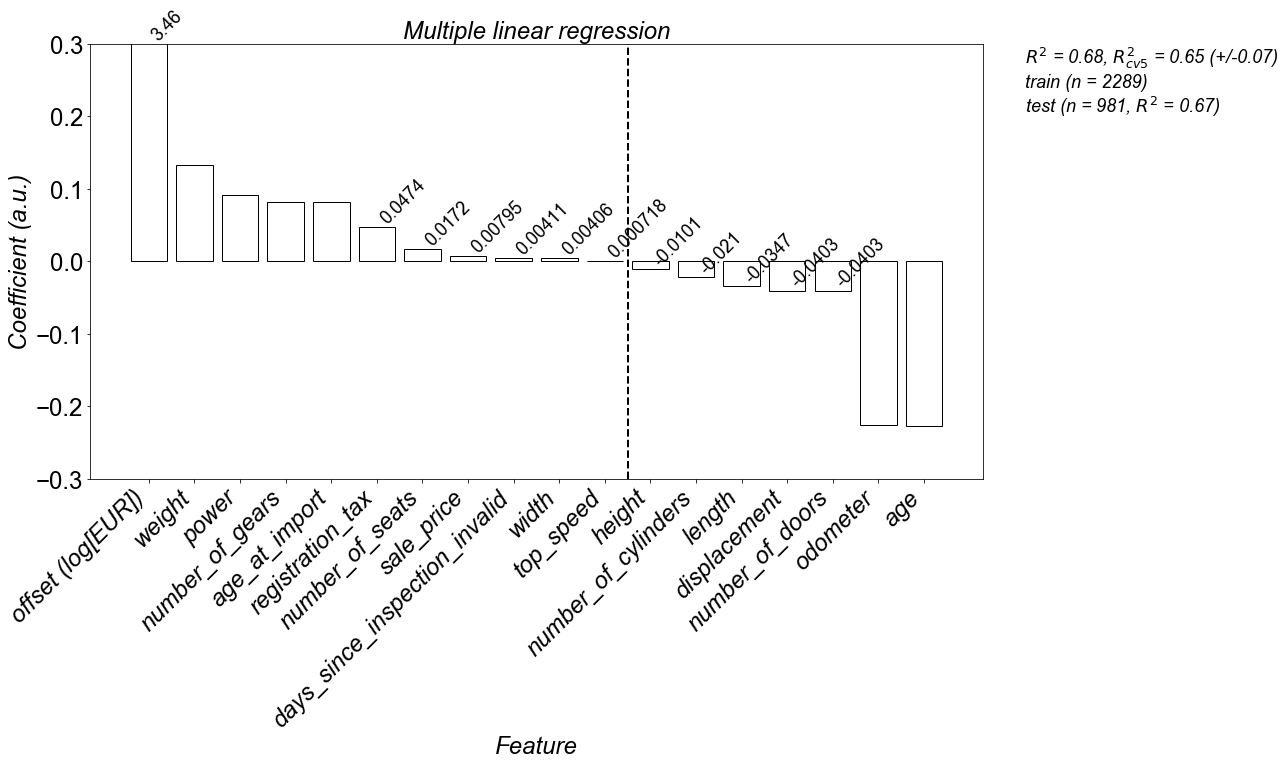 Multiple linear regression
R² = 0.68, R²cv5 = 0.65 (+/-0.07)
train (n = 2289)
test (n = 981, R² = 0.67)
Coefficient (a.u.)
0.3
0.2
0.1
0.0
−0.1
−0.2
−0.3
3.46
0.0474
0.0172
0.00795
0.00411
0.00406
0.000718
-0.0101
-0.021
-0.0347
-0.0403
-0.0403
offset (log[EUR])
weight
power
number_of_gears
age_at_import
registration_tax
number_of_seats
sale_price
days_since_inspection_invalid
width
top_speed
height
number_of_cylinders
length
displacement
number_of_doors
odometer
age
Feature